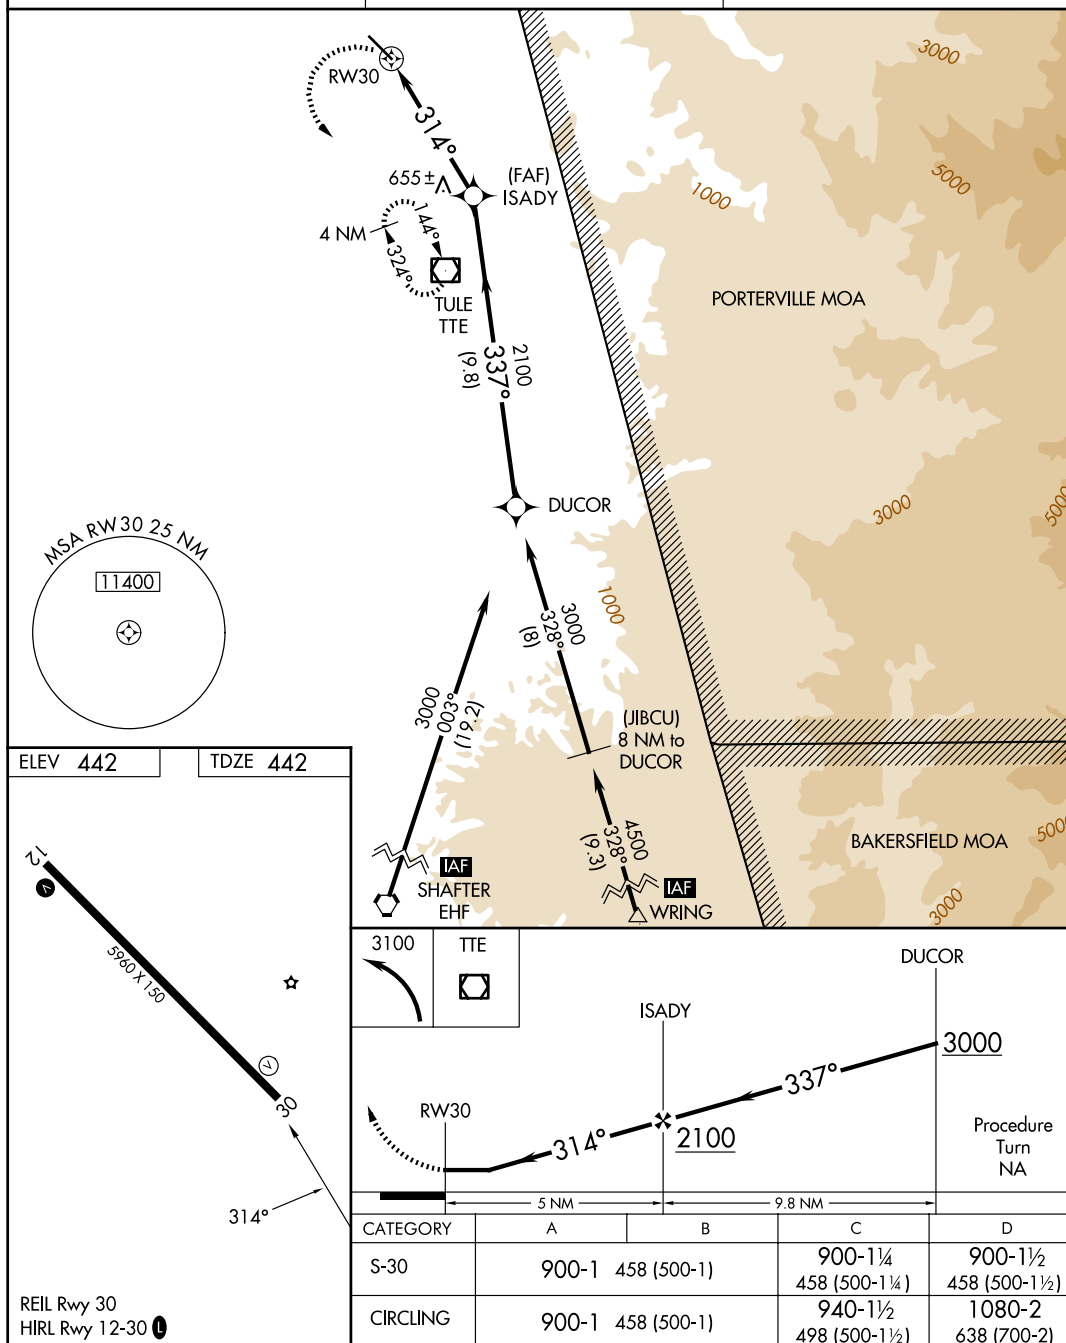 RW30
314°
(FAF)
ISADY
655±
4 NM
144°
324°
TULE
TTE
2100
337°
(9.8)
DUCOR
3000
5000
1000
PORTERVILLE MOA
3000
5000
1000
MSA RW30 25 NM
11400
3000
328°
(8)
3000
003°
(19.2)
(JIBCU)
8 NM to
DUCOR
4500
328°
(9.3)
IAF
SHAFTER
EHF
IAF
WRING
BAKERSFIELD MOA
5000
3000
ELEV 442
TDZE 442
12
V
5960 X 150
V
30
314°
REIL Rwy 30
HIRL Rwy 12-30 L
3100
TTE
DUCOR
ISADY
3000
337°
RW30
314°
2100
Procedure
Turn
NA
5 NM
9.8 NM
CATEGORY A B C D
S-30 900-1 458 (500-1) 900-1¼ 900-1½
458 (500-1¼) 458 (500-1½)
CIRCLING 900-1 458 (500-1) 940-1½ 1080-2
498 (500-1½) 638 (700-2)